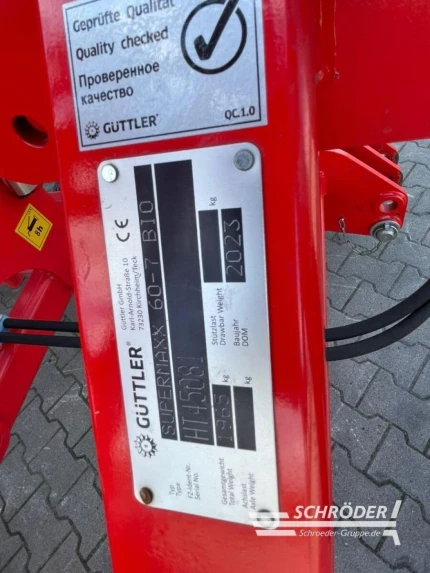 Geprüfte Qualität
Quality checked
Проверенное
качество
GÜTTLER®
QC.1.0
GÜTTLER®
Güttler GmbH
Karl-Arnold-Straße 10
73230 Kirchheim/Teck
CE
Typ
Type
SUPERMAXX 60-7 BIO
FZ-Ident-Nr.
Serial No.
Gesamtgewicht
Total Weight
1963 kg
Achslast
Axle Weight
kg
Stützlast
Drawbar Weight
kg
Baujahr
DOM
2023
SCHRÖDER
Schroeder-Gruppe.de